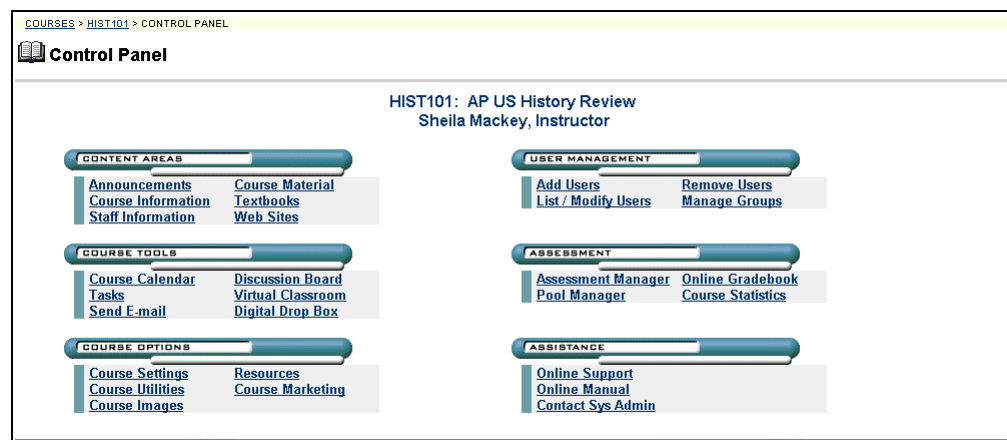 COURSES > HIST101 > CONTROL PANEL
Control Panel
HIST101: AP US History Review
Sheila Mackey, Instructor
CONTENT AREAS
Announcements Course Material
Course Information Textbooks
Staff Information Web Sites
USER MANAGEMENT
Add Users Remove Users
List / Modify Users Manage Groups
COURSE TOOLS
Course Calendar Discussion Board
Tasks Virtual Classroom
Send E-mail Digital Drop Box
ASSESSMENT
Assessment Manager Online Gradebook
Pool Manager Course Statistics
COURSE OPTIONS
Course Settings Resources
Course Utilities Course Marketing
Course Images
ASSISTANCE
Online Support
Online Manual
Contact Sys Admin